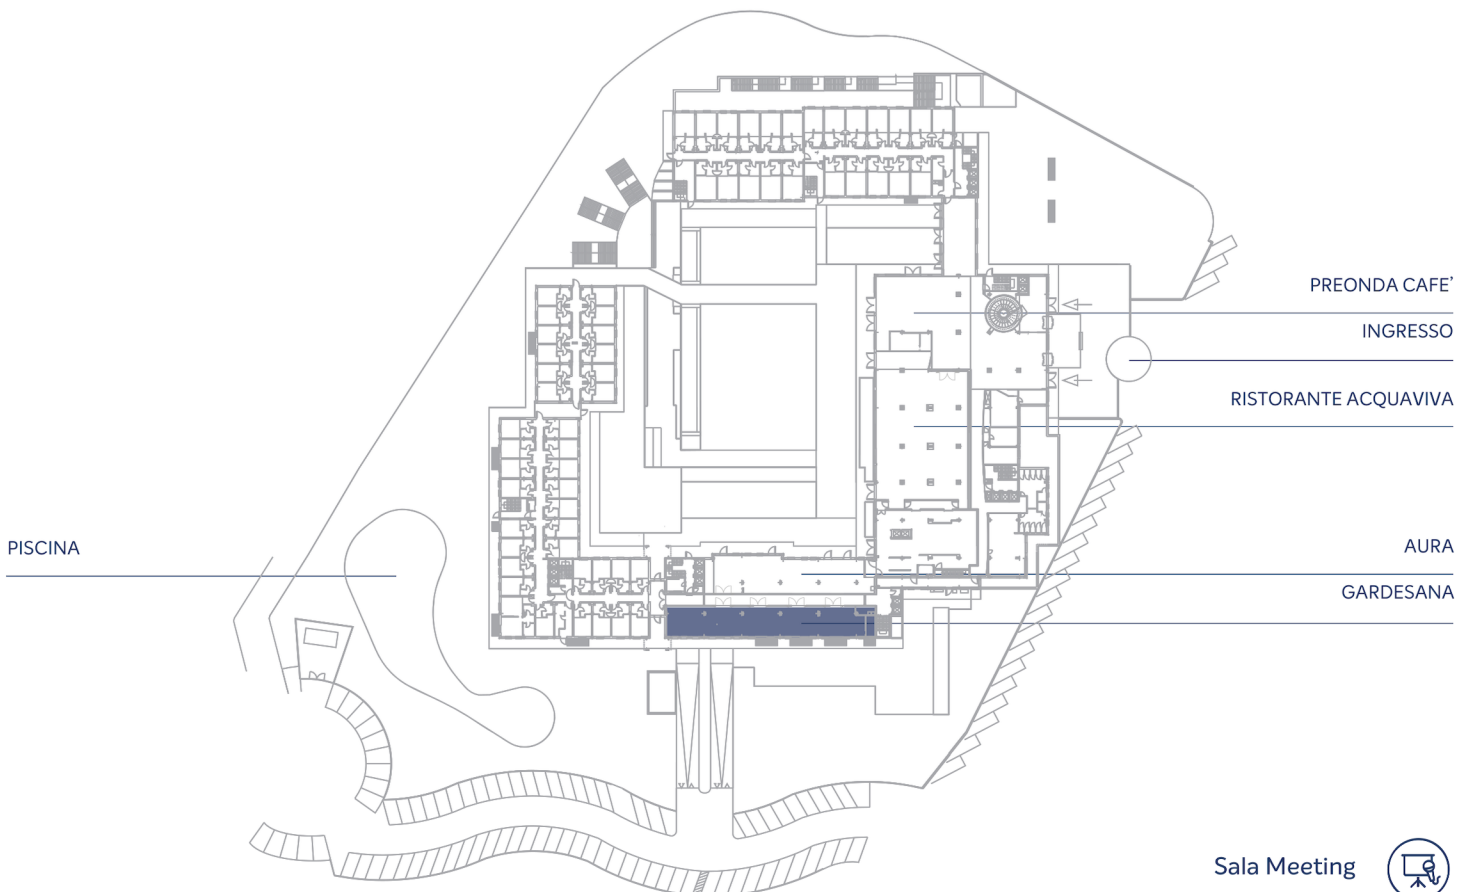 PREONDA CAFE'
INGRESSO
RISTORANTE ACQUAVIVA
PISCINA
AURA
GARDESANA
Sala Meeting